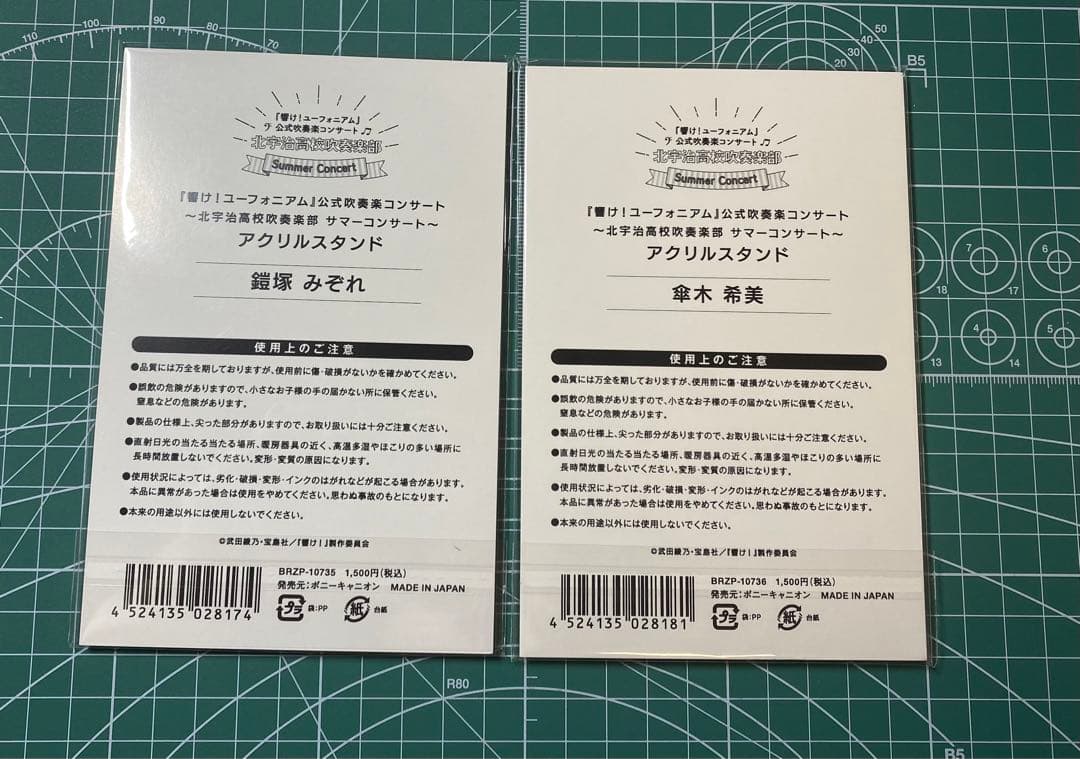 『響け!ユーフォニアム』
公式吹奏楽コンサート
北宇治高校吹奏楽部
Summer Concert
『響け!ユーフォニアム』公式吹奏楽コンサート
〜北宇治高校吹奏楽部 サマーコンサート〜
アクリルスタンド
鎧塚 みぞれ
使用上のご注意
●品質には万全を期しておりますが、使用前に傷・破損がないかを確かめてください。
●誤飲の危険がありますので、小さなお子様の手の届かない所に保管ください。
窒息などの危険があります。
●製品の仕様上、尖った部分がありますので、お取り扱いには十分ご注意ください。
●直射日光の当たる当たる場所、暖房器具の近く、高温多湿やほこりの多い場所に
長時間放置しないでください。変形・変質の原因になります。
●使用状況によっては、劣化・破損・変形・インクのはがれなどが起こる場合があります。
本品に異常があった場合は使用をやめてください。思わぬ事故のもとになります。
●本来の用途以外には使用しないでください。
©武田綾乃・宝島社/『響け!』製作委員会
BRZP-10735 1,500円(税込)
発売元:ポニーキャニオン MADE IN JAPAN
プラ 袋:PP 紙 台紙
4 524135 028174
『響け!ユーフォニアム』
公式吹奏楽コンサート
北宇治高校吹奏楽部
Summer Concert
『響け!ユーフォニアム』公式吹奏楽コンサート
〜北宇治高校吹奏楽部 サマーコンサート〜
アクリルスタンド
傘木 希美
使用上のご注意
●品質には万全を期しておりますが、使用前に傷・破損がないかを確かめてください。
●誤飲の危険がありますので、小さなお子様の手の届かない所に保管ください。
窒息などの危険があります。
●製品の仕様上、尖った部分がありますので、お取り扱いには十分ご注意ください。
●直射日光の当たる当たる場所、暖房器具の近く、高温多湿やほこりの多い場所に
長時間放置しないでください。変形・変質の原因になります。
●使用状況によっては、劣化・破損・変形・インクのはがれなどが起こる場合があります。
本品に異常があった場合は使用をやめてください。思わぬ事故のもとになります。
●本来の用途以外には使用しないでください。
©武田綾乃・宝島社/『響け!』製作委員会
BRZP-10736 1,500円(税込)
発売元:ポニーキャニオン MADE IN JAPAN
プラ 袋:PP 紙 台紙
4 524135 028181
110
100
90
80
70
50
40
30
20
B5
7
6
18
17
4
5
13
14
R80
B5